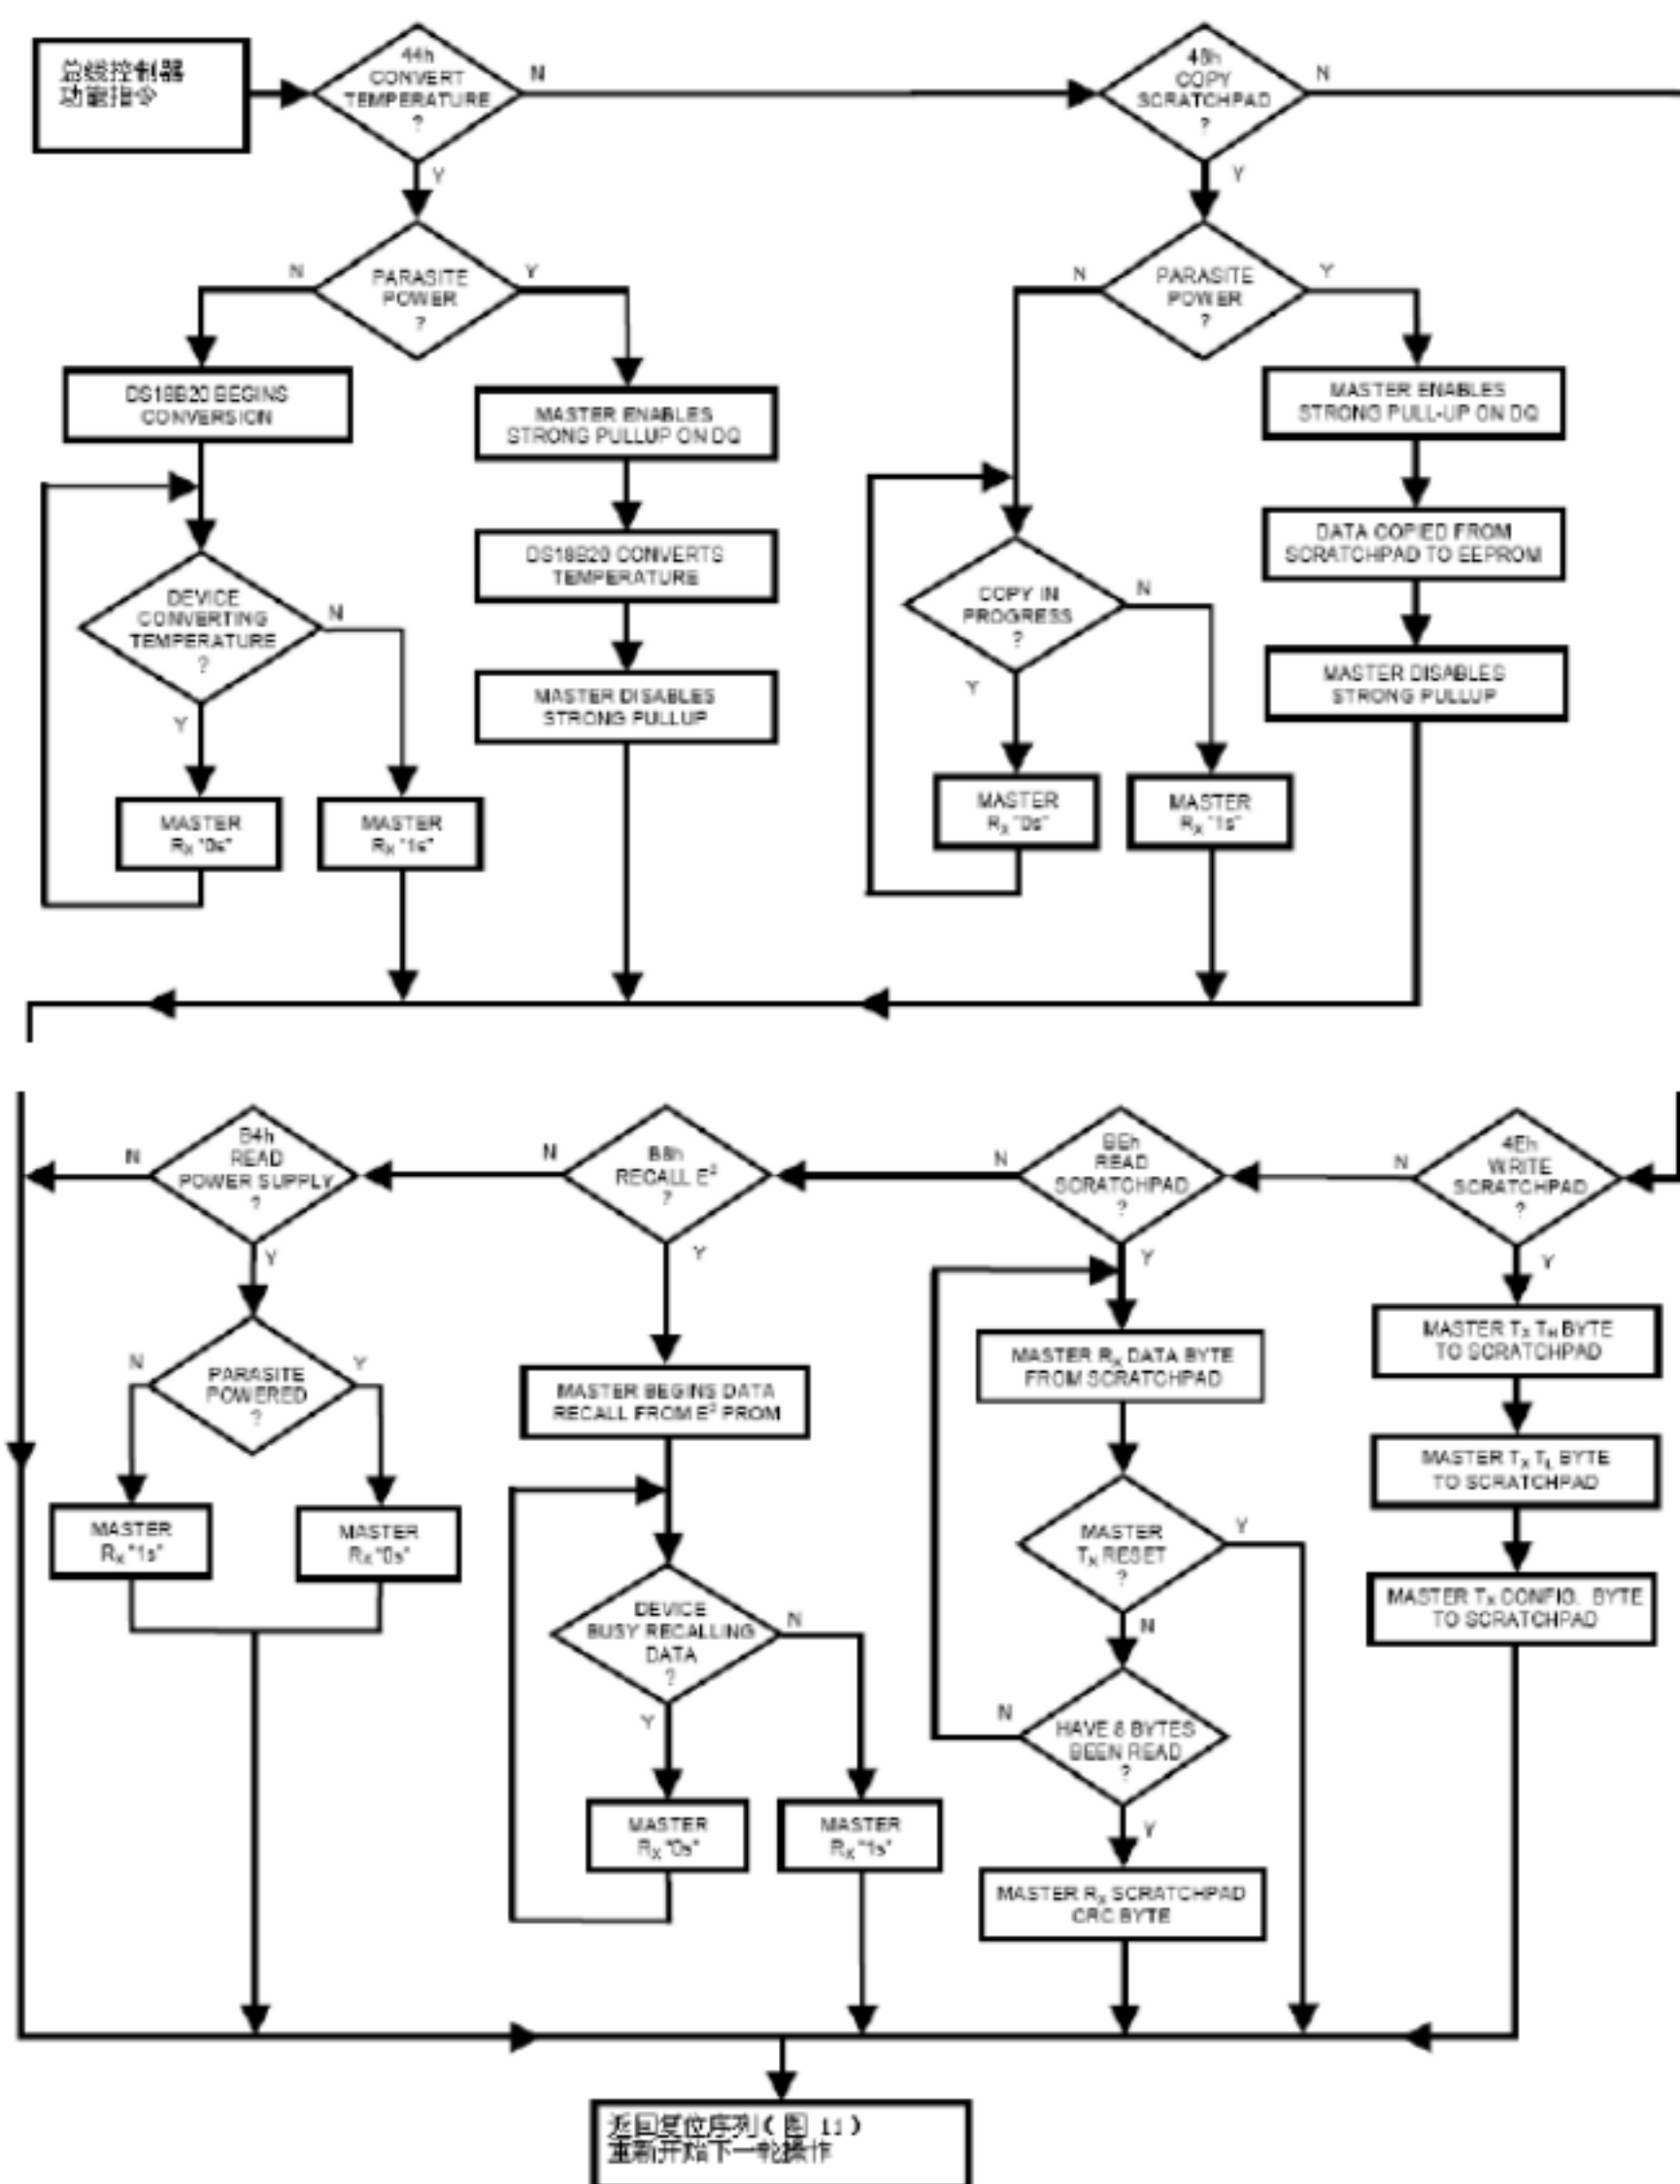 总线控制器
功能指令
44h
CONVERT
TEMPERATURE
?
N
Y
48h
COPY
SCRATCHPAD
?
N
Y
PARASITE
POWER
?
N
Y
DS18B20 BEGINS
CONVERSION
MASTER ENABLES
STRONG PULLUP ON DQ
DS18B20 CONVERTS
TEMPERATURE
MASTER DISABLES
STRONG PULLUP
DEVICE
CONVERTING
TEMPERATURE
?
N
Y
MASTER
RX "0s"
MASTER
RX "1s"
PARASITE
POWER
?
N
Y
MASTER ENABLES
STRONG PULL-UP ON DQ
DATA COPIED FROM
SCRATCHPAD TO EEPROM
MASTER DISABLES
STRONG PULLUP
COPY IN
PROGRESS
?
N
Y
MASTER
RX "0s"
MASTER
RX "1s"
B4h
READ
POWER SUPPLY
?
N
Y
PARASITE
POWERED
?
N
Y
MASTER
RX "1s"
MASTER
RX "0s"
B8h
RECALL E²
?
N
Y
MASTER BEGINS DATA
RECALL FROM E² PROM
DEVICE
BUSY RECALLING
DATA
?
N
Y
MASTER
RX "0s"
MASTER
RX "1s"
BEh
READ
SCRATCHPAD
?
N
Y
MASTER RX DATA BYTE
FROM SCRATCHPAD
MASTER
TX RESET
?
Y
N
HAVE 8 BYTES
BEEN READ
?
N
Y
MASTER RX SCRATCHPAD
CRC BYTE
4Eh
WRITE
SCRATCHPAD
?
N
Y
MASTER TX TH BYTE
TO SCRATCHPAD
MASTER TX TL BYTE
TO SCRATCHPAD
MASTER TX CONFIG. BYTE
TO SCRATCHPAD
返回复位序列（图 11）
重新开始下一轮操作